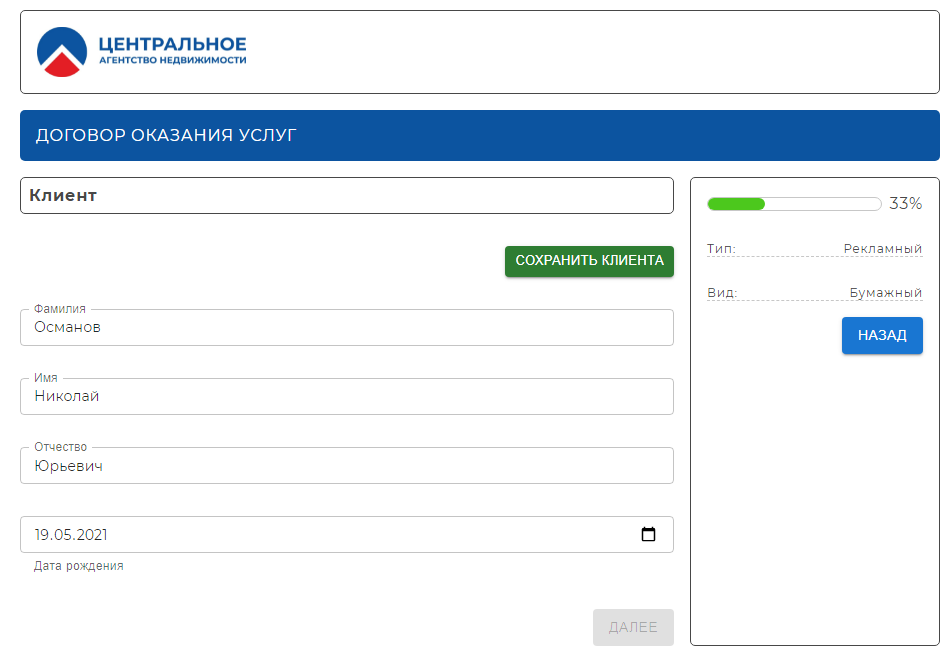 ЦЕНТРАЛЬНОЕ
АГЕНТСТВО НЕДВИЖИМОСТИ
ДОГОВОР ОКАЗАНИЯ УСЛУГ
Клиент
СОХРАНИТЬ КЛИЕНТА
Фамилия
Османов
Имя
Николай
Отчество
Юрьевич
19.05.2021
Дата рождения
ДАЛЕЕ
33%
Тип: Рекламный
Вид: Бумажный
НАЗАД